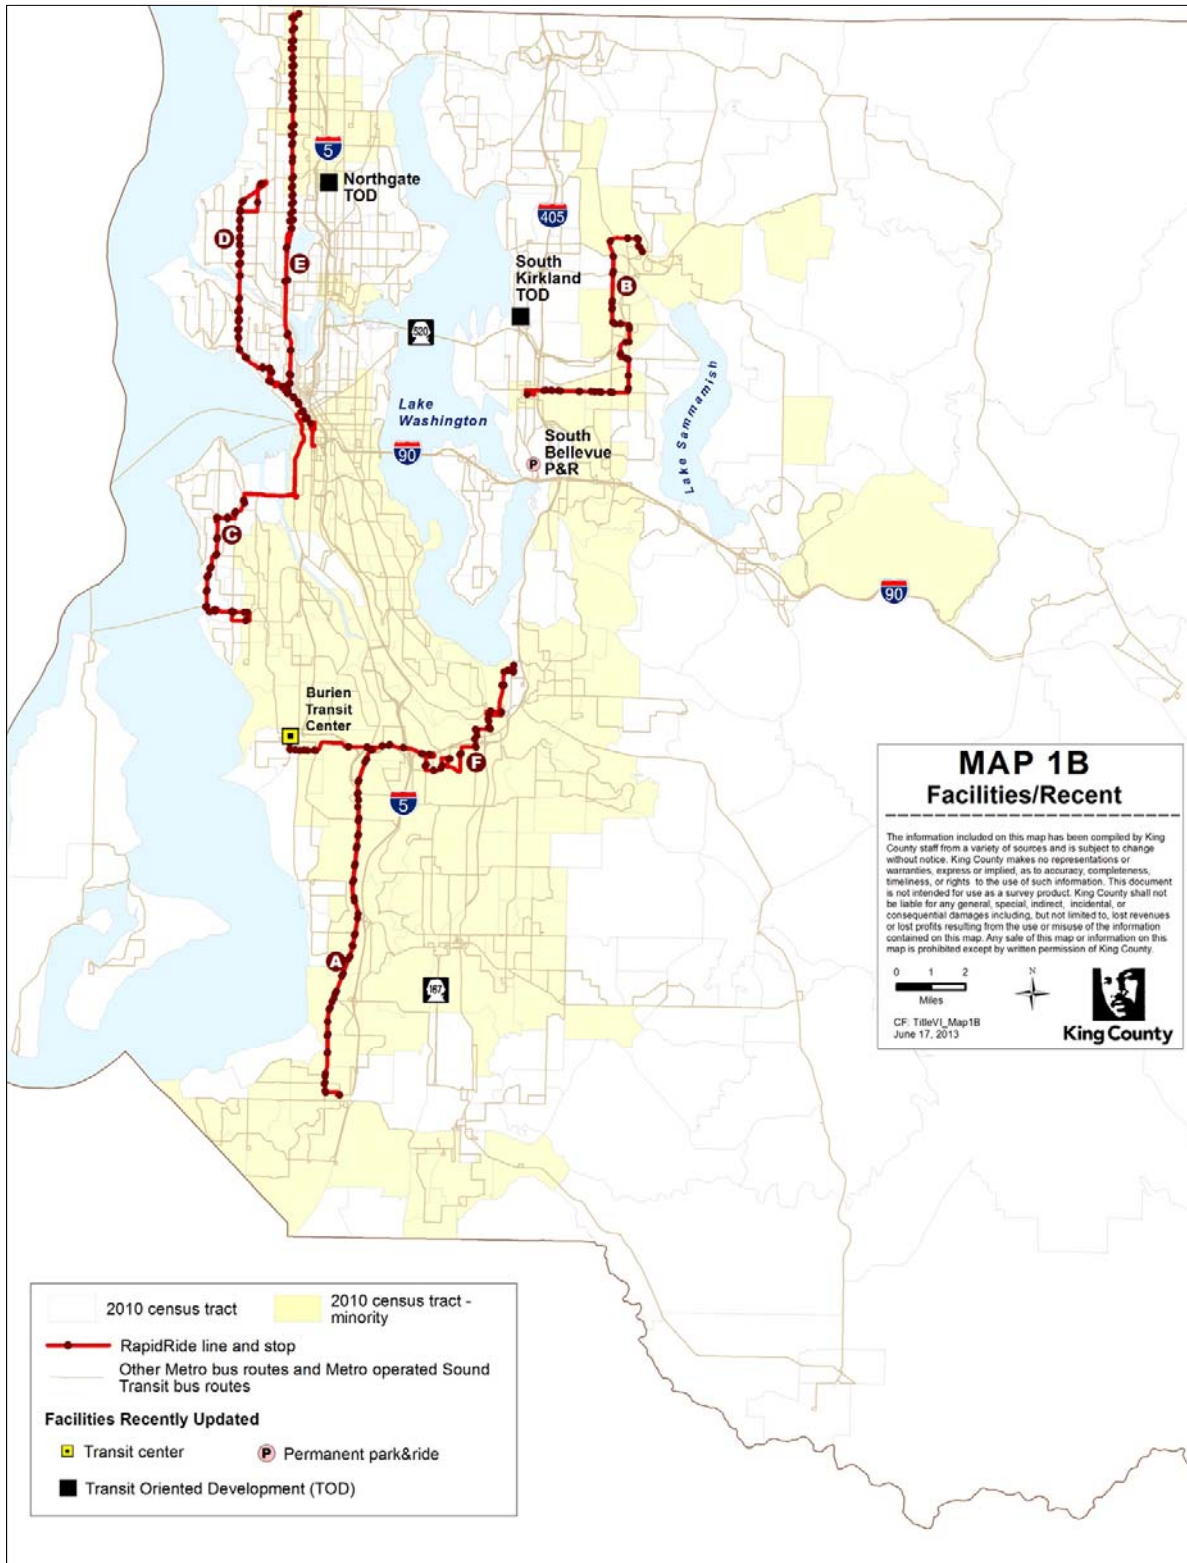 5
Northgate
TOD
405
D
E
South
Kirkland
TOD
B
520
Lake
Washington
Lake Sammamish
90
South
Bellevue
P&R
P
C
90
Burien
Transit
Center
F
5
A
167
MAP 1B
Facilities/Recent
The information included on this map has been compiled by King
County staff from a variety of sources and is subject to change
without notice. King County makes no representations or
warranties, express or implied, as to accuracy, completeness,
timeliness, or rights to the use of such information. This document
is not intended for use as a survey product. King County shall not
be liable for any general, special, indirect, incidental, or
consequential damages including, but not limited to, lost revenues
or lost profits resulting from the use or misuse of the information
contained on this map. Any sale of this map or information on this
map is prohibited except by written permission of King County.
0 1 2
Miles
N
CF: TitleVI_Map1B
June 17, 2013
King County
2010 census tract
2010 census tract -
minority
RapidRide line and stop
Other Metro bus routes and Metro operated Sound
Transit bus routes
Facilities Recently Updated
Transit center
P Permanent park&ride
Transit Oriented Development (TOD)